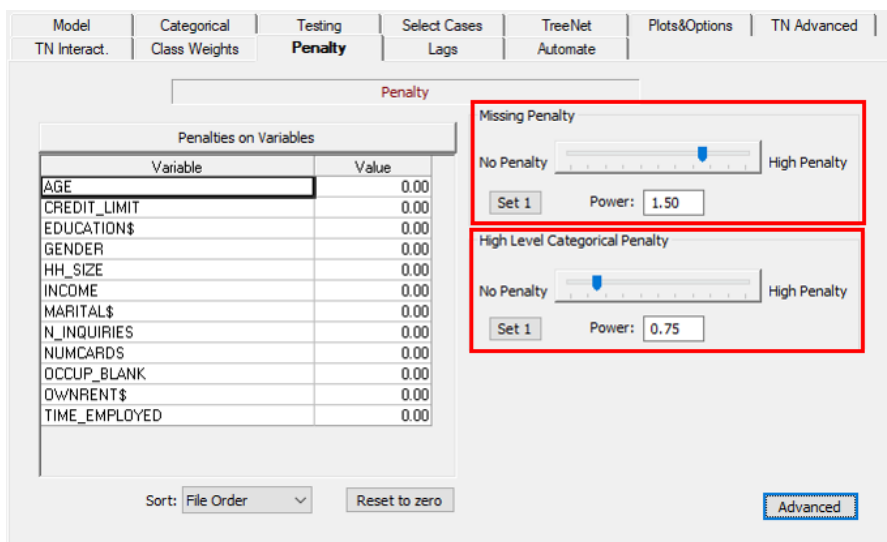 Model Categorical Testing Select Cases TreeNet Plots&Options TN Advanced
TN Interact. Class Weights Penalty Lags Automate
Penalty
Penalties on Variables
Variable Value
AGE 0.00
CREDIT_LIMIT 0.00
EDUCATION$ 0.00
GENDER 0.00
HH_SIZE 0.00
INCOME 0.00
MARITAL$ 0.00
N_INQUIRIES 0.00
NUMCARDS 0.00
OCCUP_BLANK 0.00
OWNRENT$ 0.00
TIME_EMPLOYED 0.00
Sort: File Order Reset to zero
Missing Penalty
No Penalty High Penalty
Set 1 Power: 1.50
High Level Categorical Penalty
No Penalty High Penalty
Set 1 Power: 0.75
Advanced